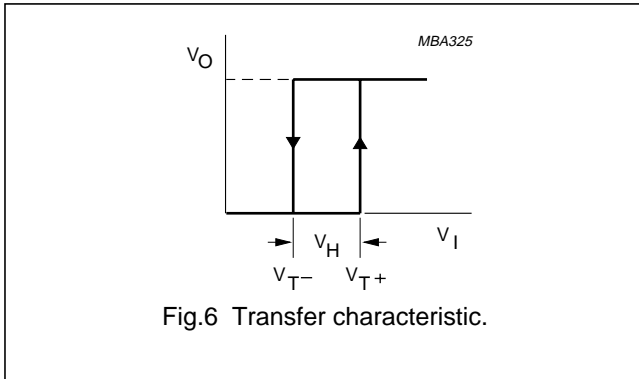 MBA325
VO
VH
VI
VT− VT+
Fig.6 Transfer characteristic.